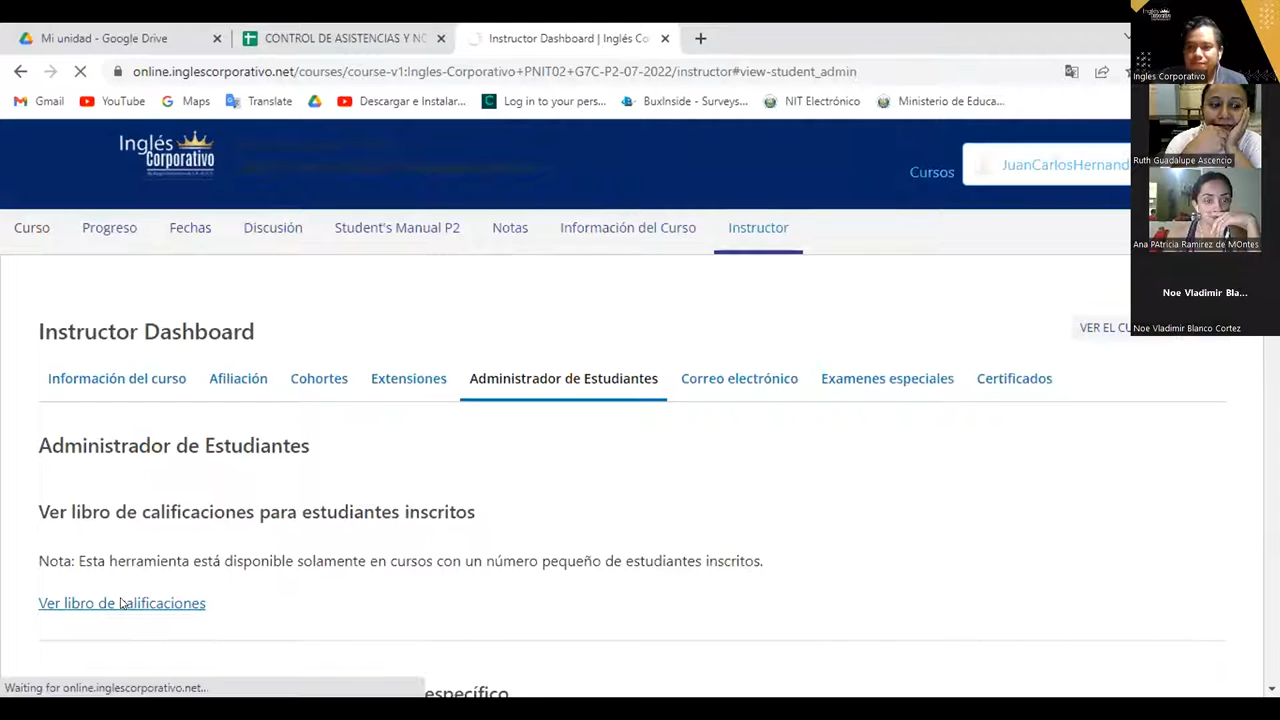 Mi unidad - Google Drive
CONTROL DE ASISTENCIAS Y NO
Instructor Dashboard | Inglés Co
online.inglescorporativo.net/courses/course-v1:Ingles-Corporativo+PNIT02+G7C-P2-07-2022/instructor#view-student_admin
Gmail
YouTube
Maps
Translate
Descargar e Instalar...
Log in to your pers...
BuxInside - Surveys...
NIT Electrónico
Ministerio de Educa...
Inglés
Corporativo
Cursos
JuanCarlosHernand
Curso
Progreso
Fechas
Discusión
Student's Manual P2
Notas
Información del Curso
Instructor
Instructor Dashboard
VER EL CU
Información del curso
Afiliación
Cohortes
Extensiones
Administrador de Estudiantes
Correo electrónico
Examenes especiales
Certificados
Administrador de Estudiantes
Ver libro de calificaciones para estudiantes inscritos
Nota: Esta herramienta está disponible solamente en cursos con un número pequeño de estudiantes inscritos.
Ver libro de calificaciones
específico
Waiting for online.inglescorporativo.net...
Ingles Corporativo
Ruth Guadalupe Ascencio
Ana PAtricia Ramirez de MOntes
Noe Vladimir Bla...
Noe Vladimir Blanco Cortez